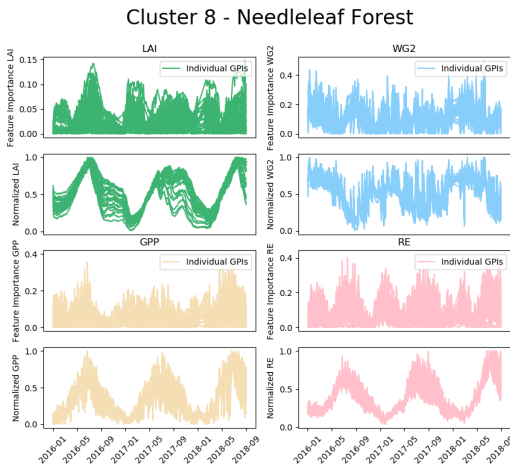 Cluster 8 - Needleleaf Forest
LAI
WG2
Feature Importance LAI
0.15
0.10
0.05
0.00
Individual GPIs
Feature Importance WG2
0.4
0.2
0.0
Individual GPIs
Normalized LAI
1.0
0.5
0.0
Normalized WG2
1.0
0.5
0.0
GPP
RE
Feature Importance GPP
0.4
0.2
0.0
Individual GPIs
Feature Importance RE
0.4
0.2
0.0
Individual GPIs
Normalized GPP
1.0
0.5
0.0
Normalized RE
1.0
0.5
0.0
2016-01 2016-05 2016-09 2017-01 2017-05 2017-09 2018-01 2018-05 2018-09
2016-01 2016-05 2016-09 2017-01 2017-05 2017-09 2018-01 2018-05 2018-0